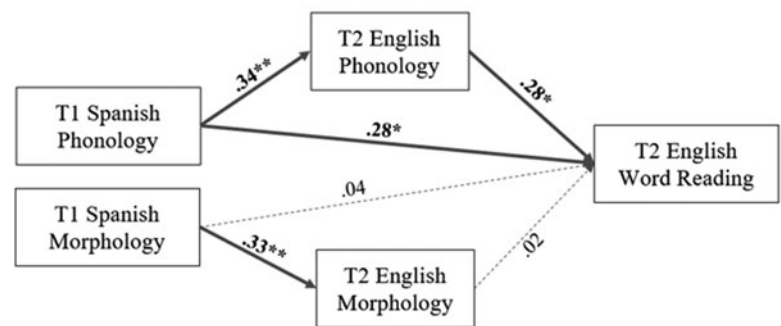 T2 English
Phonology
.34**
.28*
T1 Spanish
Phonology
.28*
T2 English
Word Reading
.04
T1 Spanish
Morphology
.33**
.02
T2 English
Morphology